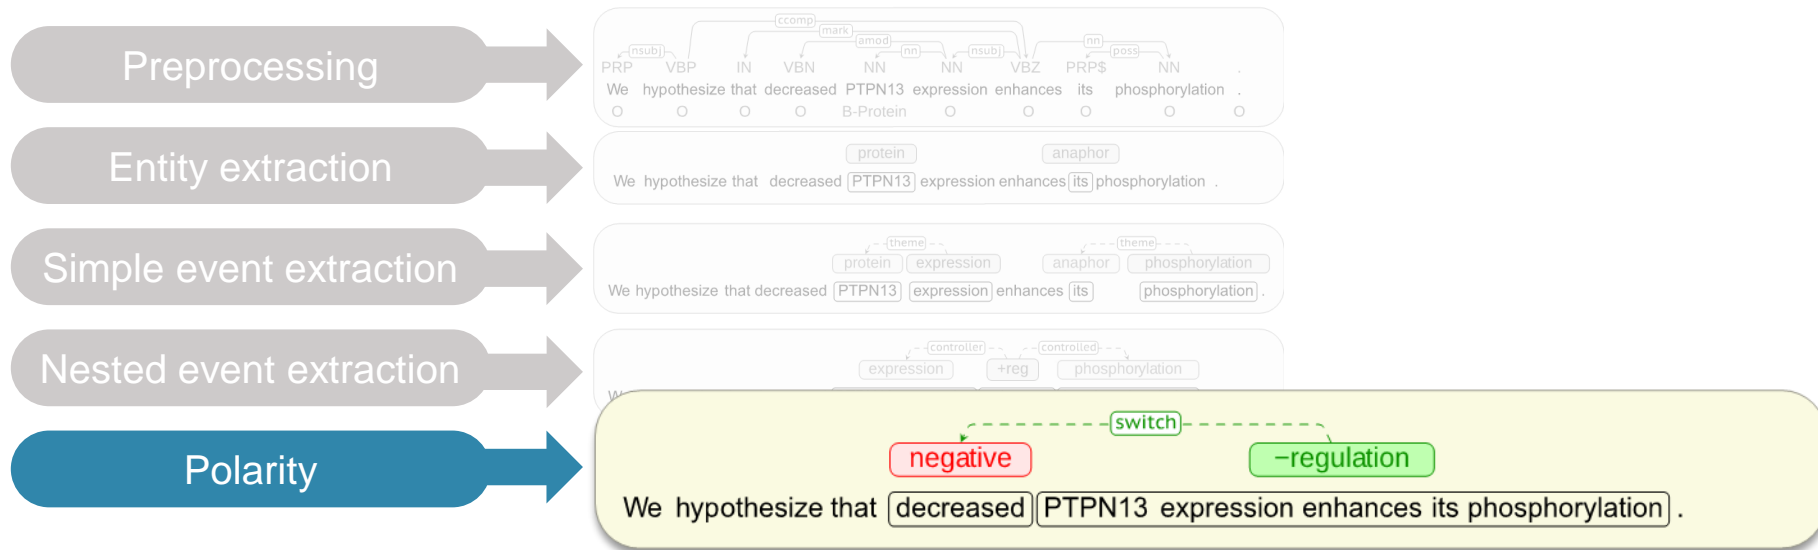 Preprocessing
ccomp
mark
amod
nsubj nn nsubj nn poss
PRP VBP IN VBN NN NN VBZ PRP$ NN .
We hypothesize that decreased PTPN13 expression enhances its phosphorylation .
O O O O B-Protein O O O O O
Entity extraction
protein anaphor
We hypothesize that decreased PTPN13 expression enhances its phosphorylation .
Simple event extraction
theme theme
protein expression anaphor phosphorylation
We hypothesize that decreased PTPN13 expression enhances its phosphorylation .
Nested event extraction
controller controlled
expression +reg phosphorylation
Polarity
switch
negative −regulation
We hypothesize that decreased PTPN13 expression enhances its phosphorylation .